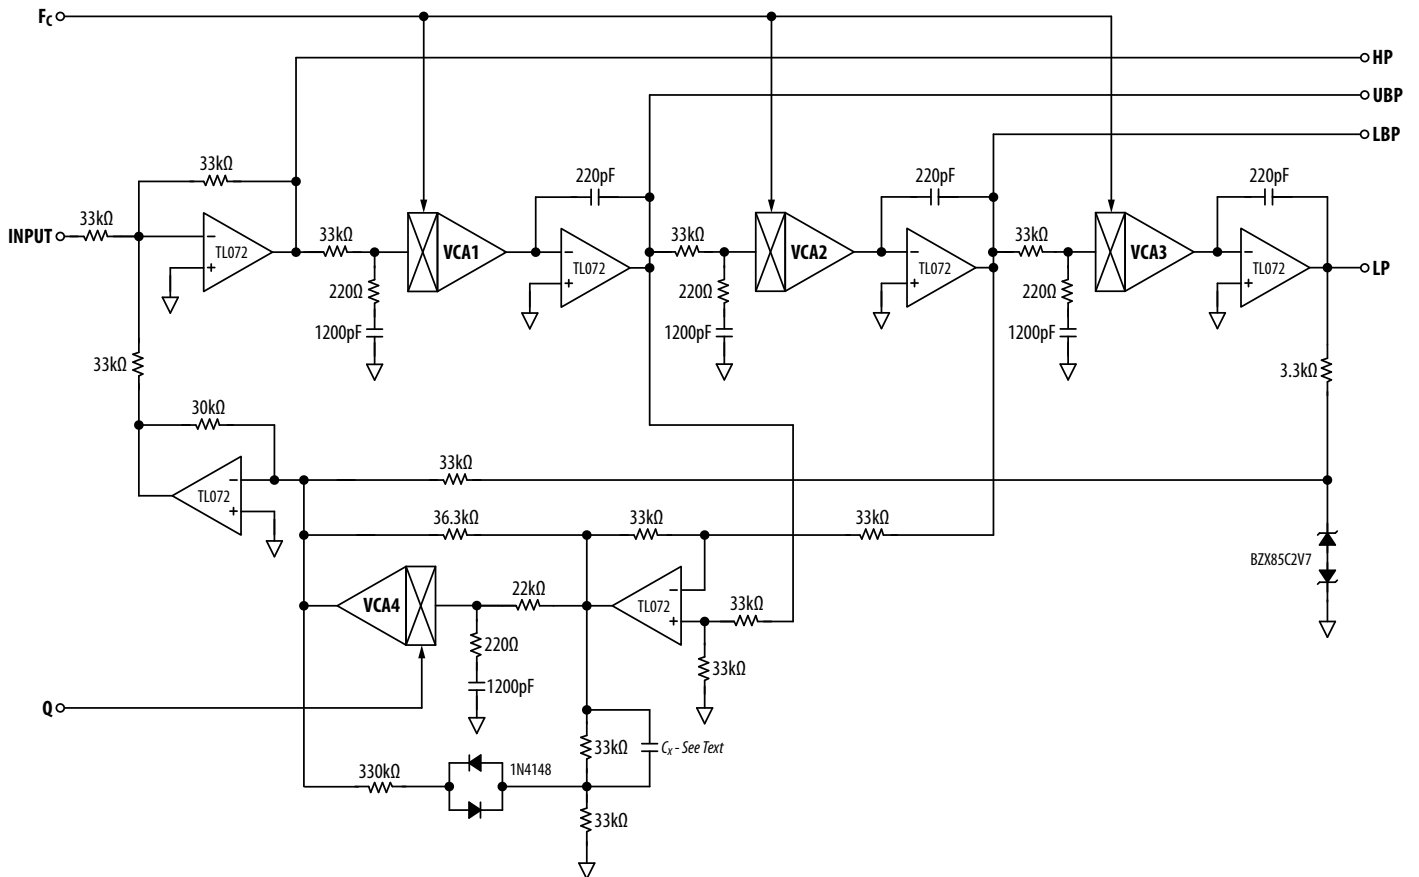 FC
HP
UBP
LBP
33kΩ
220pF
220pF
220pF
INPUT
33kΩ
TL072
33kΩ
VCA1
TL072
33kΩ
VCA2
TL072
33kΩ
VCA3
TL072
LP
220Ω
1200pF
220Ω
1200pF
220Ω
1200pF
33kΩ
3.3kΩ
30kΩ
TL072
33kΩ
36.3kΩ
33kΩ
33kΩ
BZX85C2V7
VCA4
22kΩ
TL072
33kΩ
220Ω
1200pF
33kΩ
Q
33kΩ
CX - See Text
330kΩ
1N4148
33kΩ
− + − + − + − + − + − +